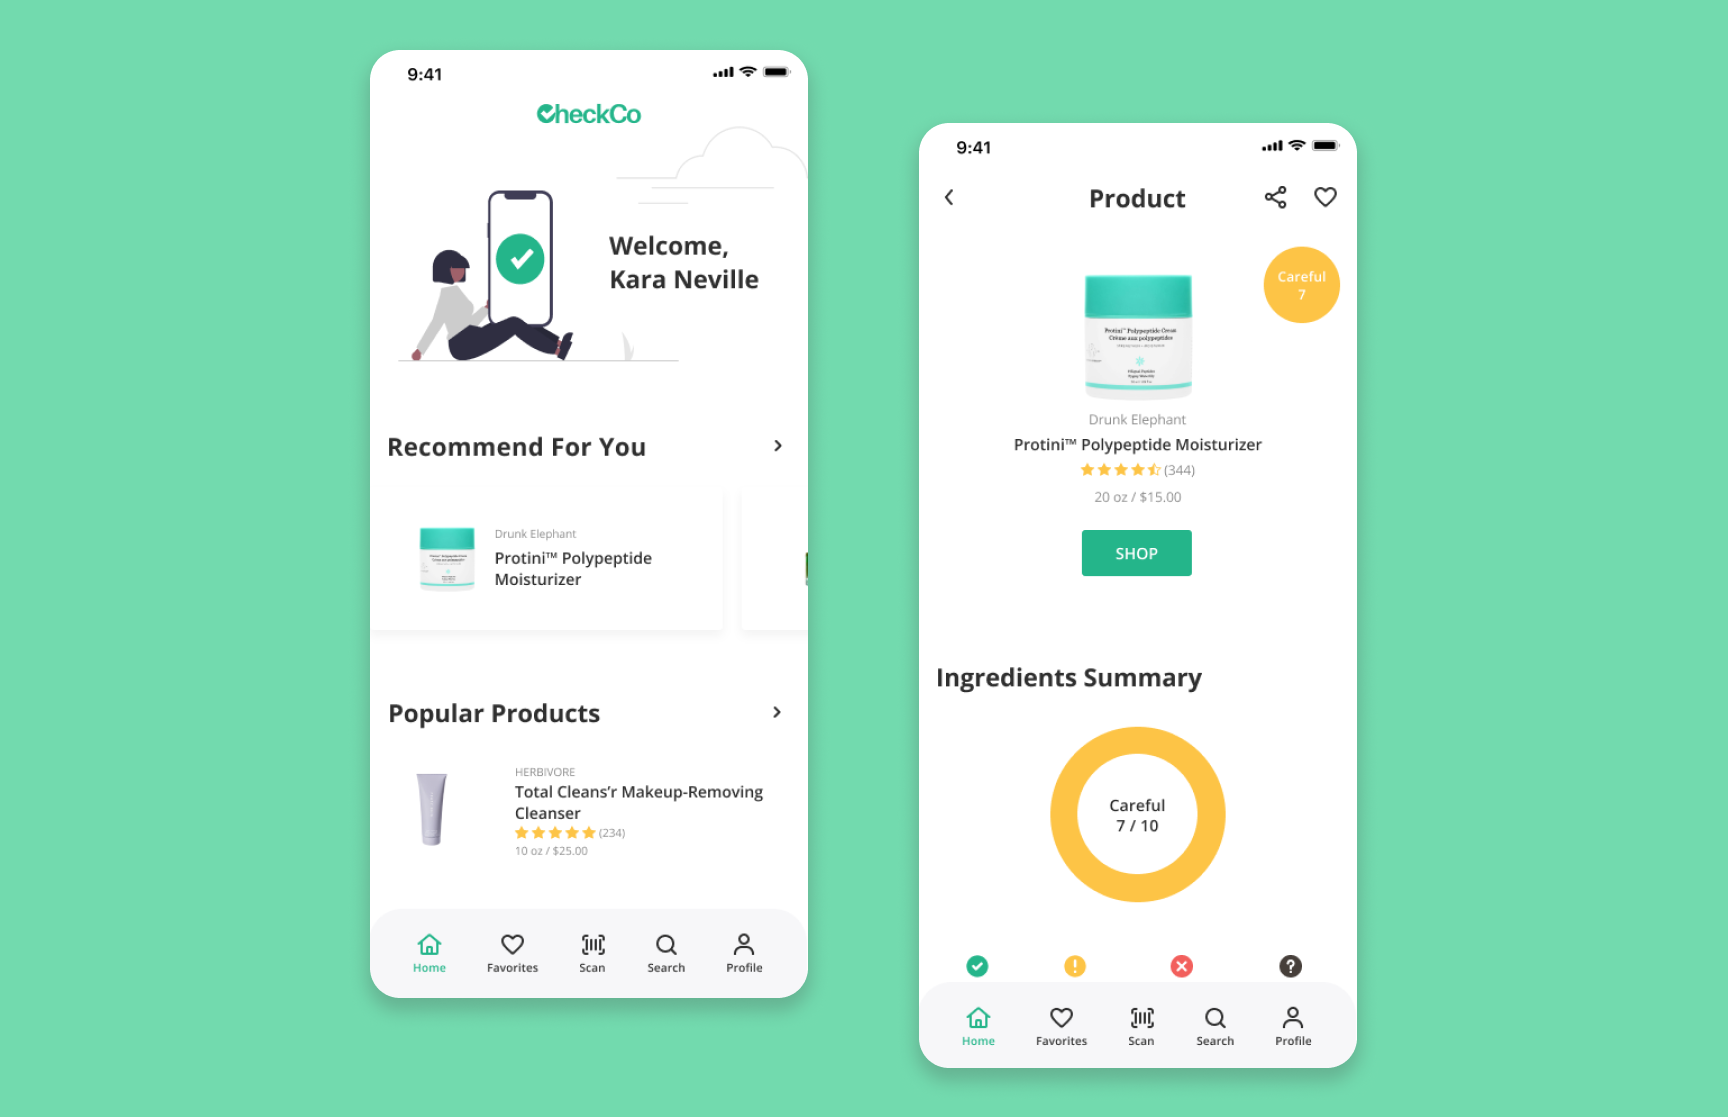 9:41
CheckCo
Welcome,
Kara Neville
Recommend For You
Drunk Elephant
Protini™ Polypeptide
Moisturizer
Popular Products
HERBIVORE
Total Cleans'r Makeup-Removing
Cleanser
(234)
10 oz / $25.00
Home
Favorites
Scan
Search
Profile
9:41
Product
Careful
7
Protini™ Polypeptide Cream
Crème aux polypeptides
Drunk Elephant
Protini™ Polypeptide Moisturizer
(344)
20 oz / $15.00
SHOP
Ingredients Summary
Careful
7 / 10
Home
Favorites
Scan
Search
Profile